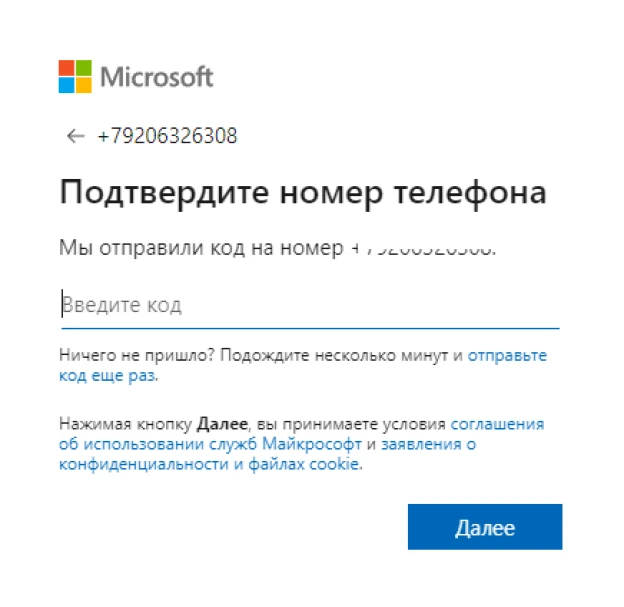 Microsoft
← +79206326308
Подтвердите номер телефона
Мы отправили код на номер
Введите код
Ничего не пришло? Подождите несколько минут и отправьте
код еще раз.
Нажимая кнопку Далее, вы принимаете условия соглашения
об использовании служб Майкрософт и заявления о
конфиденциальности и файлах cookie.
Далее